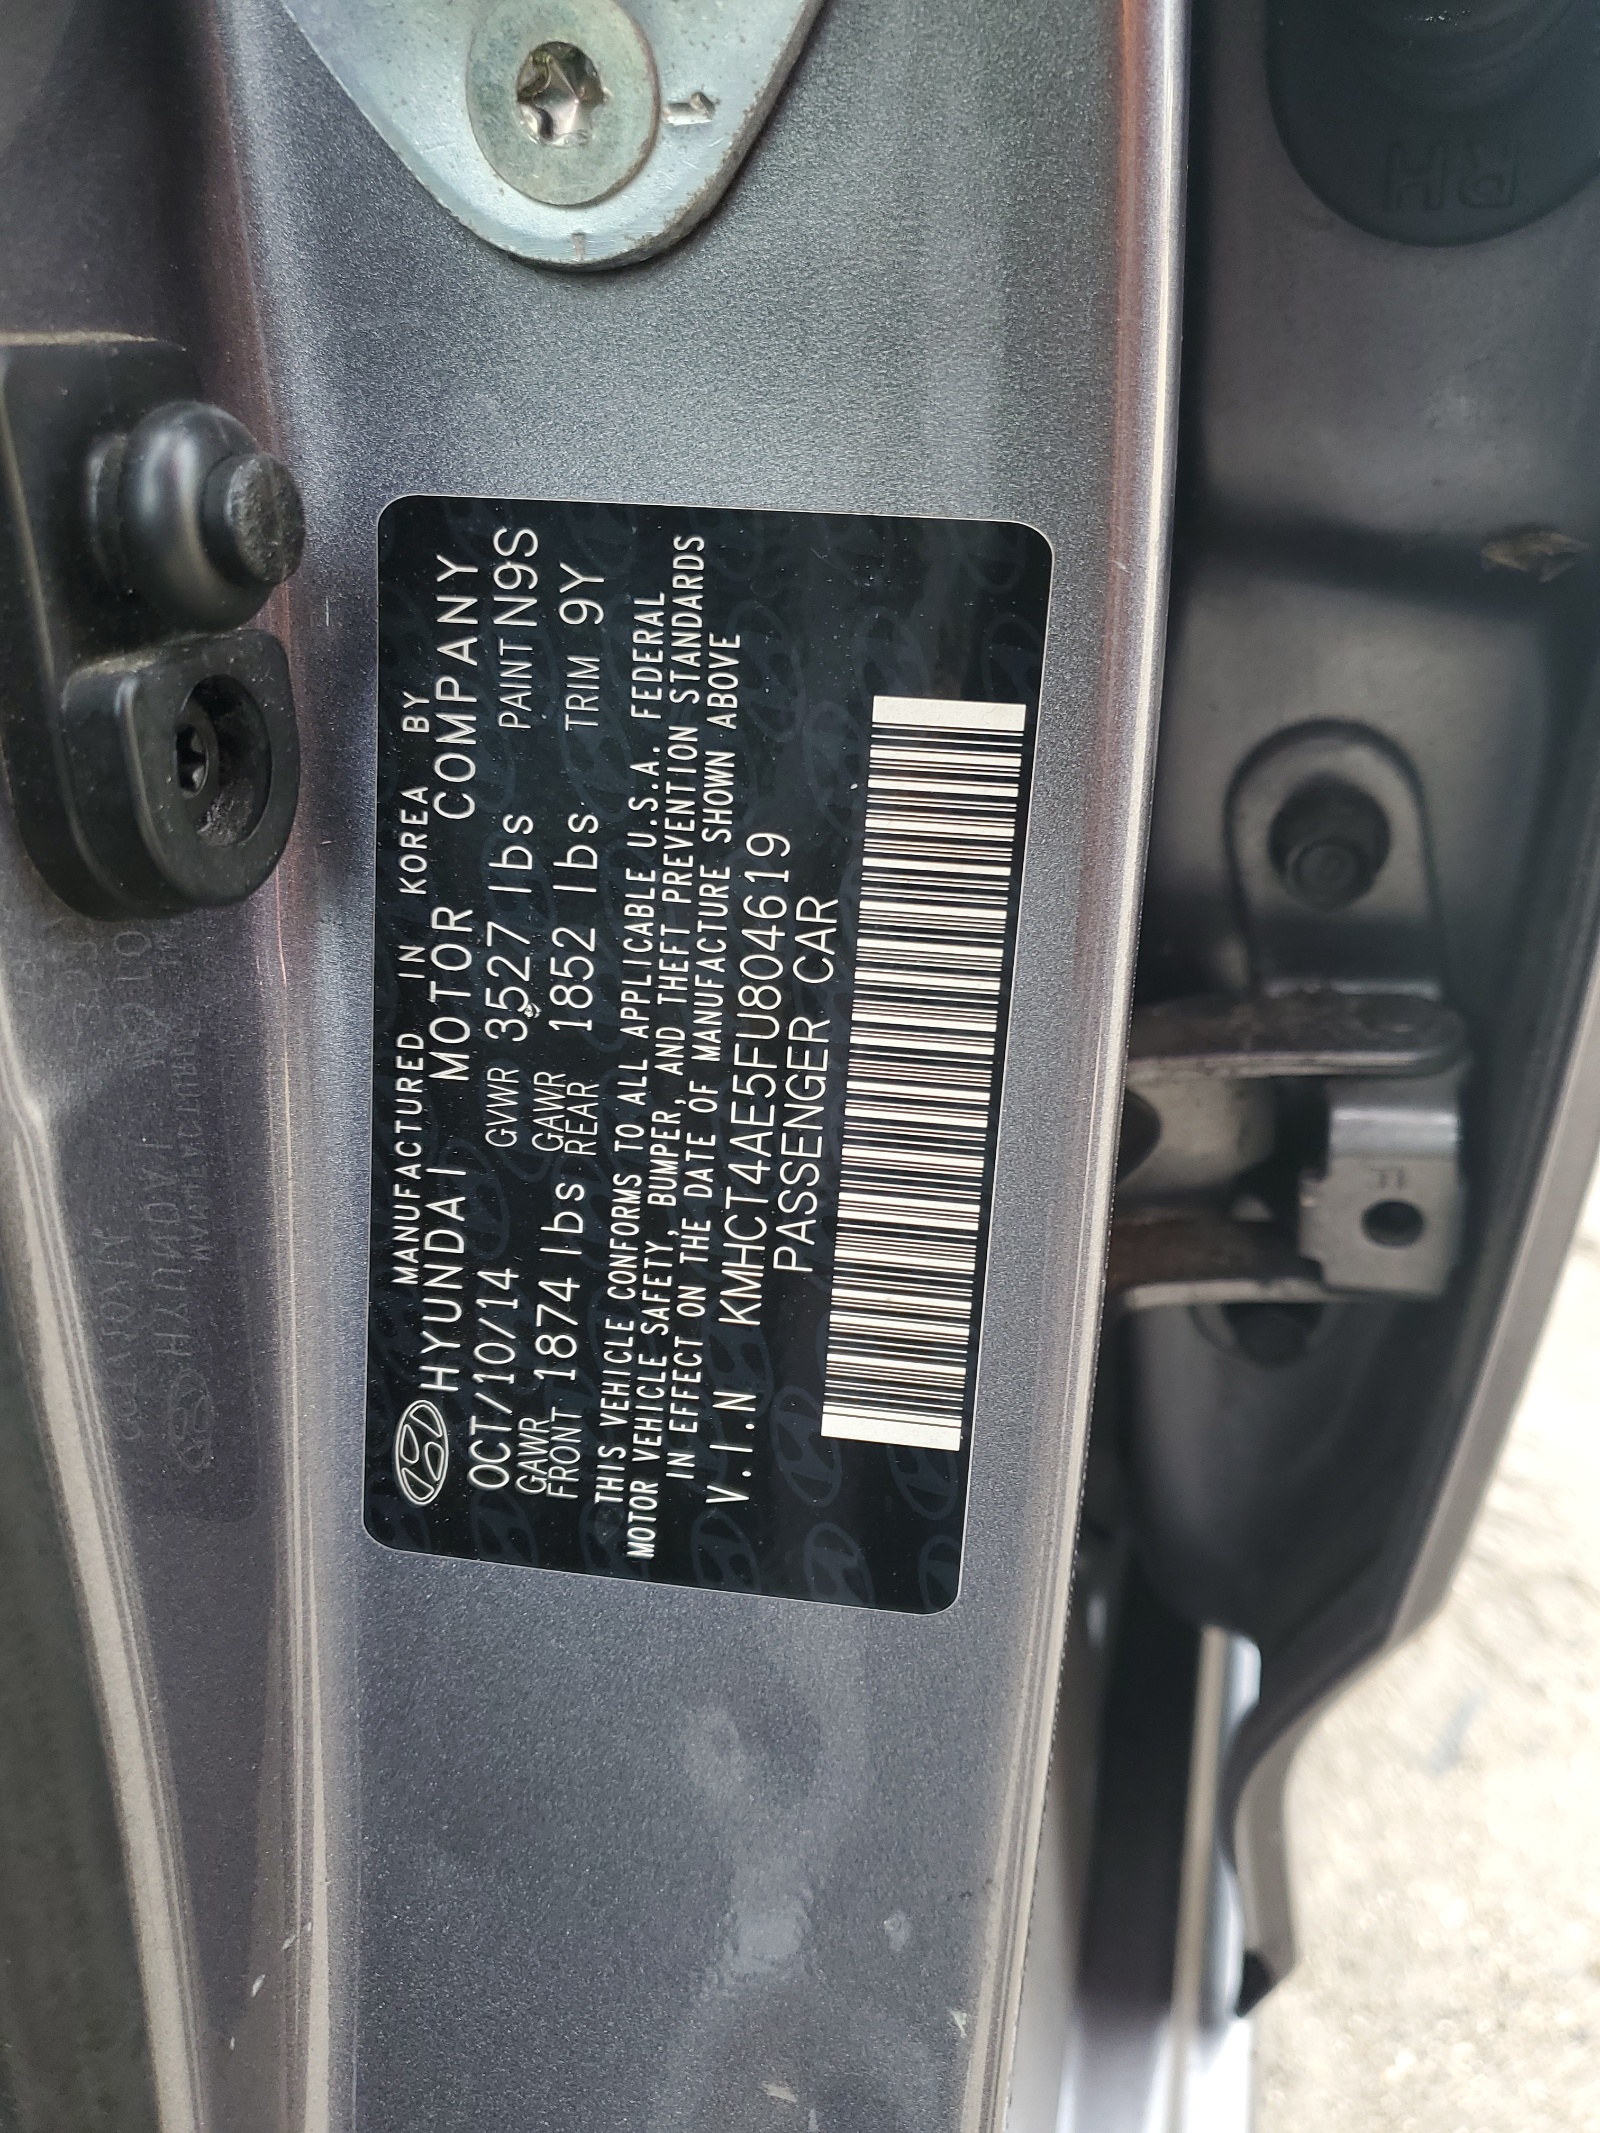 MANUFACTURED IN KOREA BY
HYUNDAI MOTOR COMPANY
OCT/10/14 GVWR 3527 lbs PAINT N9S
GAWR FRONT 1874 lbs GAWR REAR 1852 lbs TRIM 9Y
THIS VEHICLE CONFORMS TO ALL APPLICABLE U.S.A. FEDERAL
MOTOR VEHICLE SAFETY, BUMPER, AND THEFT PREVENTION STANDARDS
IN EFFECT ON THE DATE OF MANUFACTURE SHOWN ABOVE
V.I.N KMHCT4AE5FU804619
PASSENGER CAR
RH